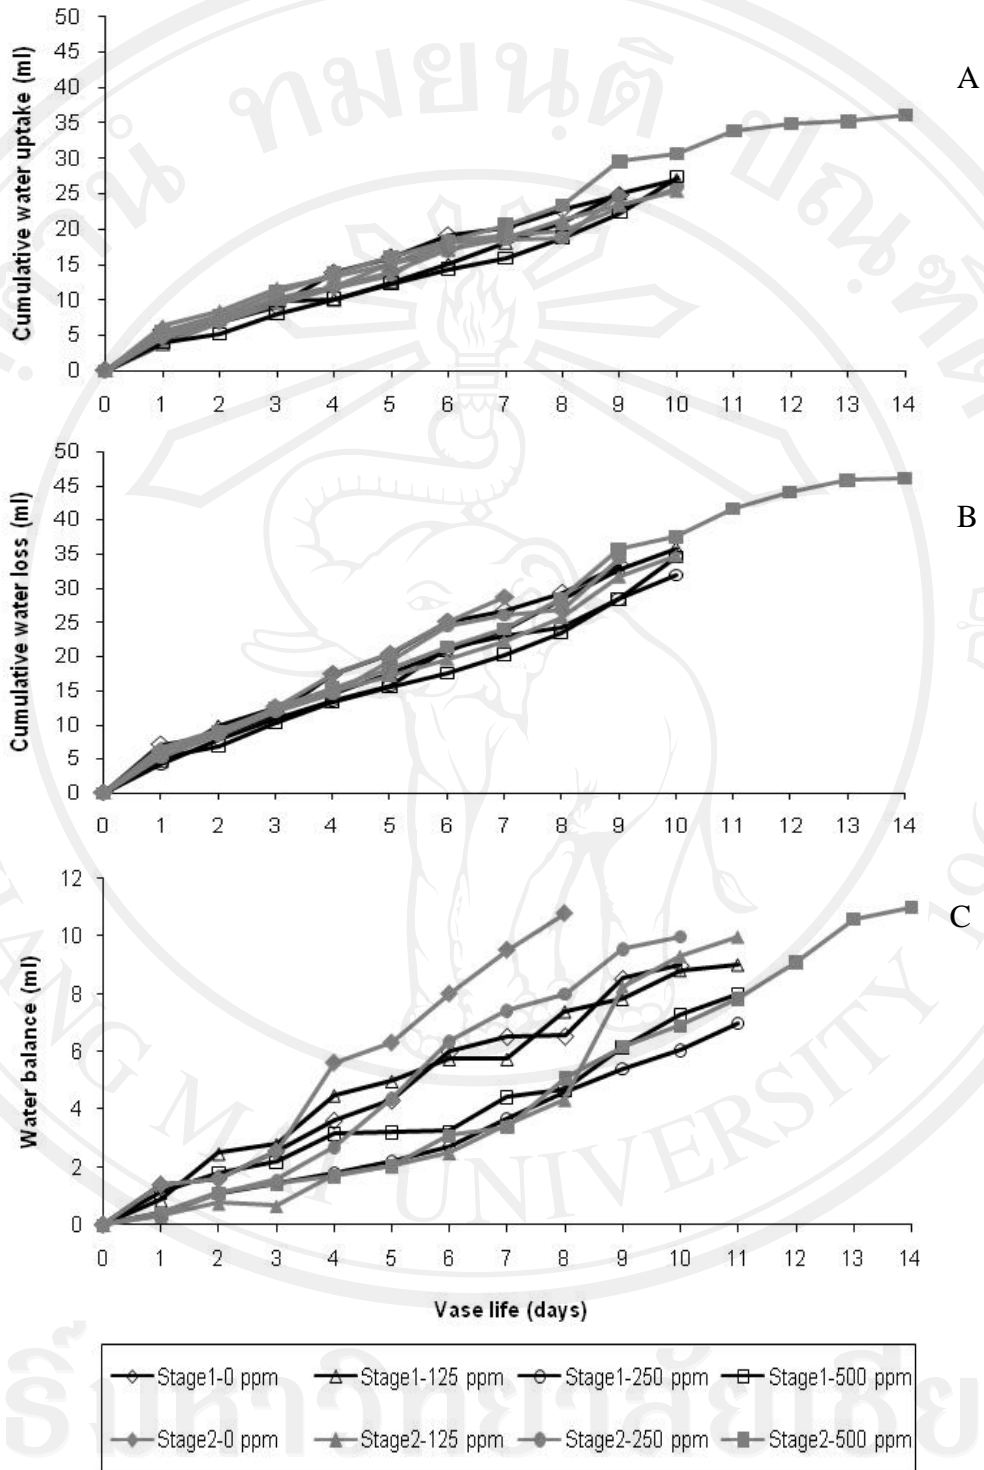 A
Cumulative water uptake (ml)
50
45
40
35
30
25
20
15
10
5
0
0 1 2 3 4 5 6 7 8 9 10 11 12 13 14
B
Cumulative water loss (ml)
50
45
40
35
30
25
20
15
10
5
0
0 1 2 3 4 5 6 7 8 9 10 11 12 13 14
C
Water balance (ml)
12
10
8
6
4
2
0
0 1 2 3 4 5 6 7 8 9 10 11 12 13 14
Vase life (days)
Stage1-0 ppm Stage1-125 ppm Stage1-250 ppm Stage1-500 ppm
Stage2-0 ppm Stage2-125 ppm Stage2-250 ppm Stage2-500 ppm
UNIVERSITY